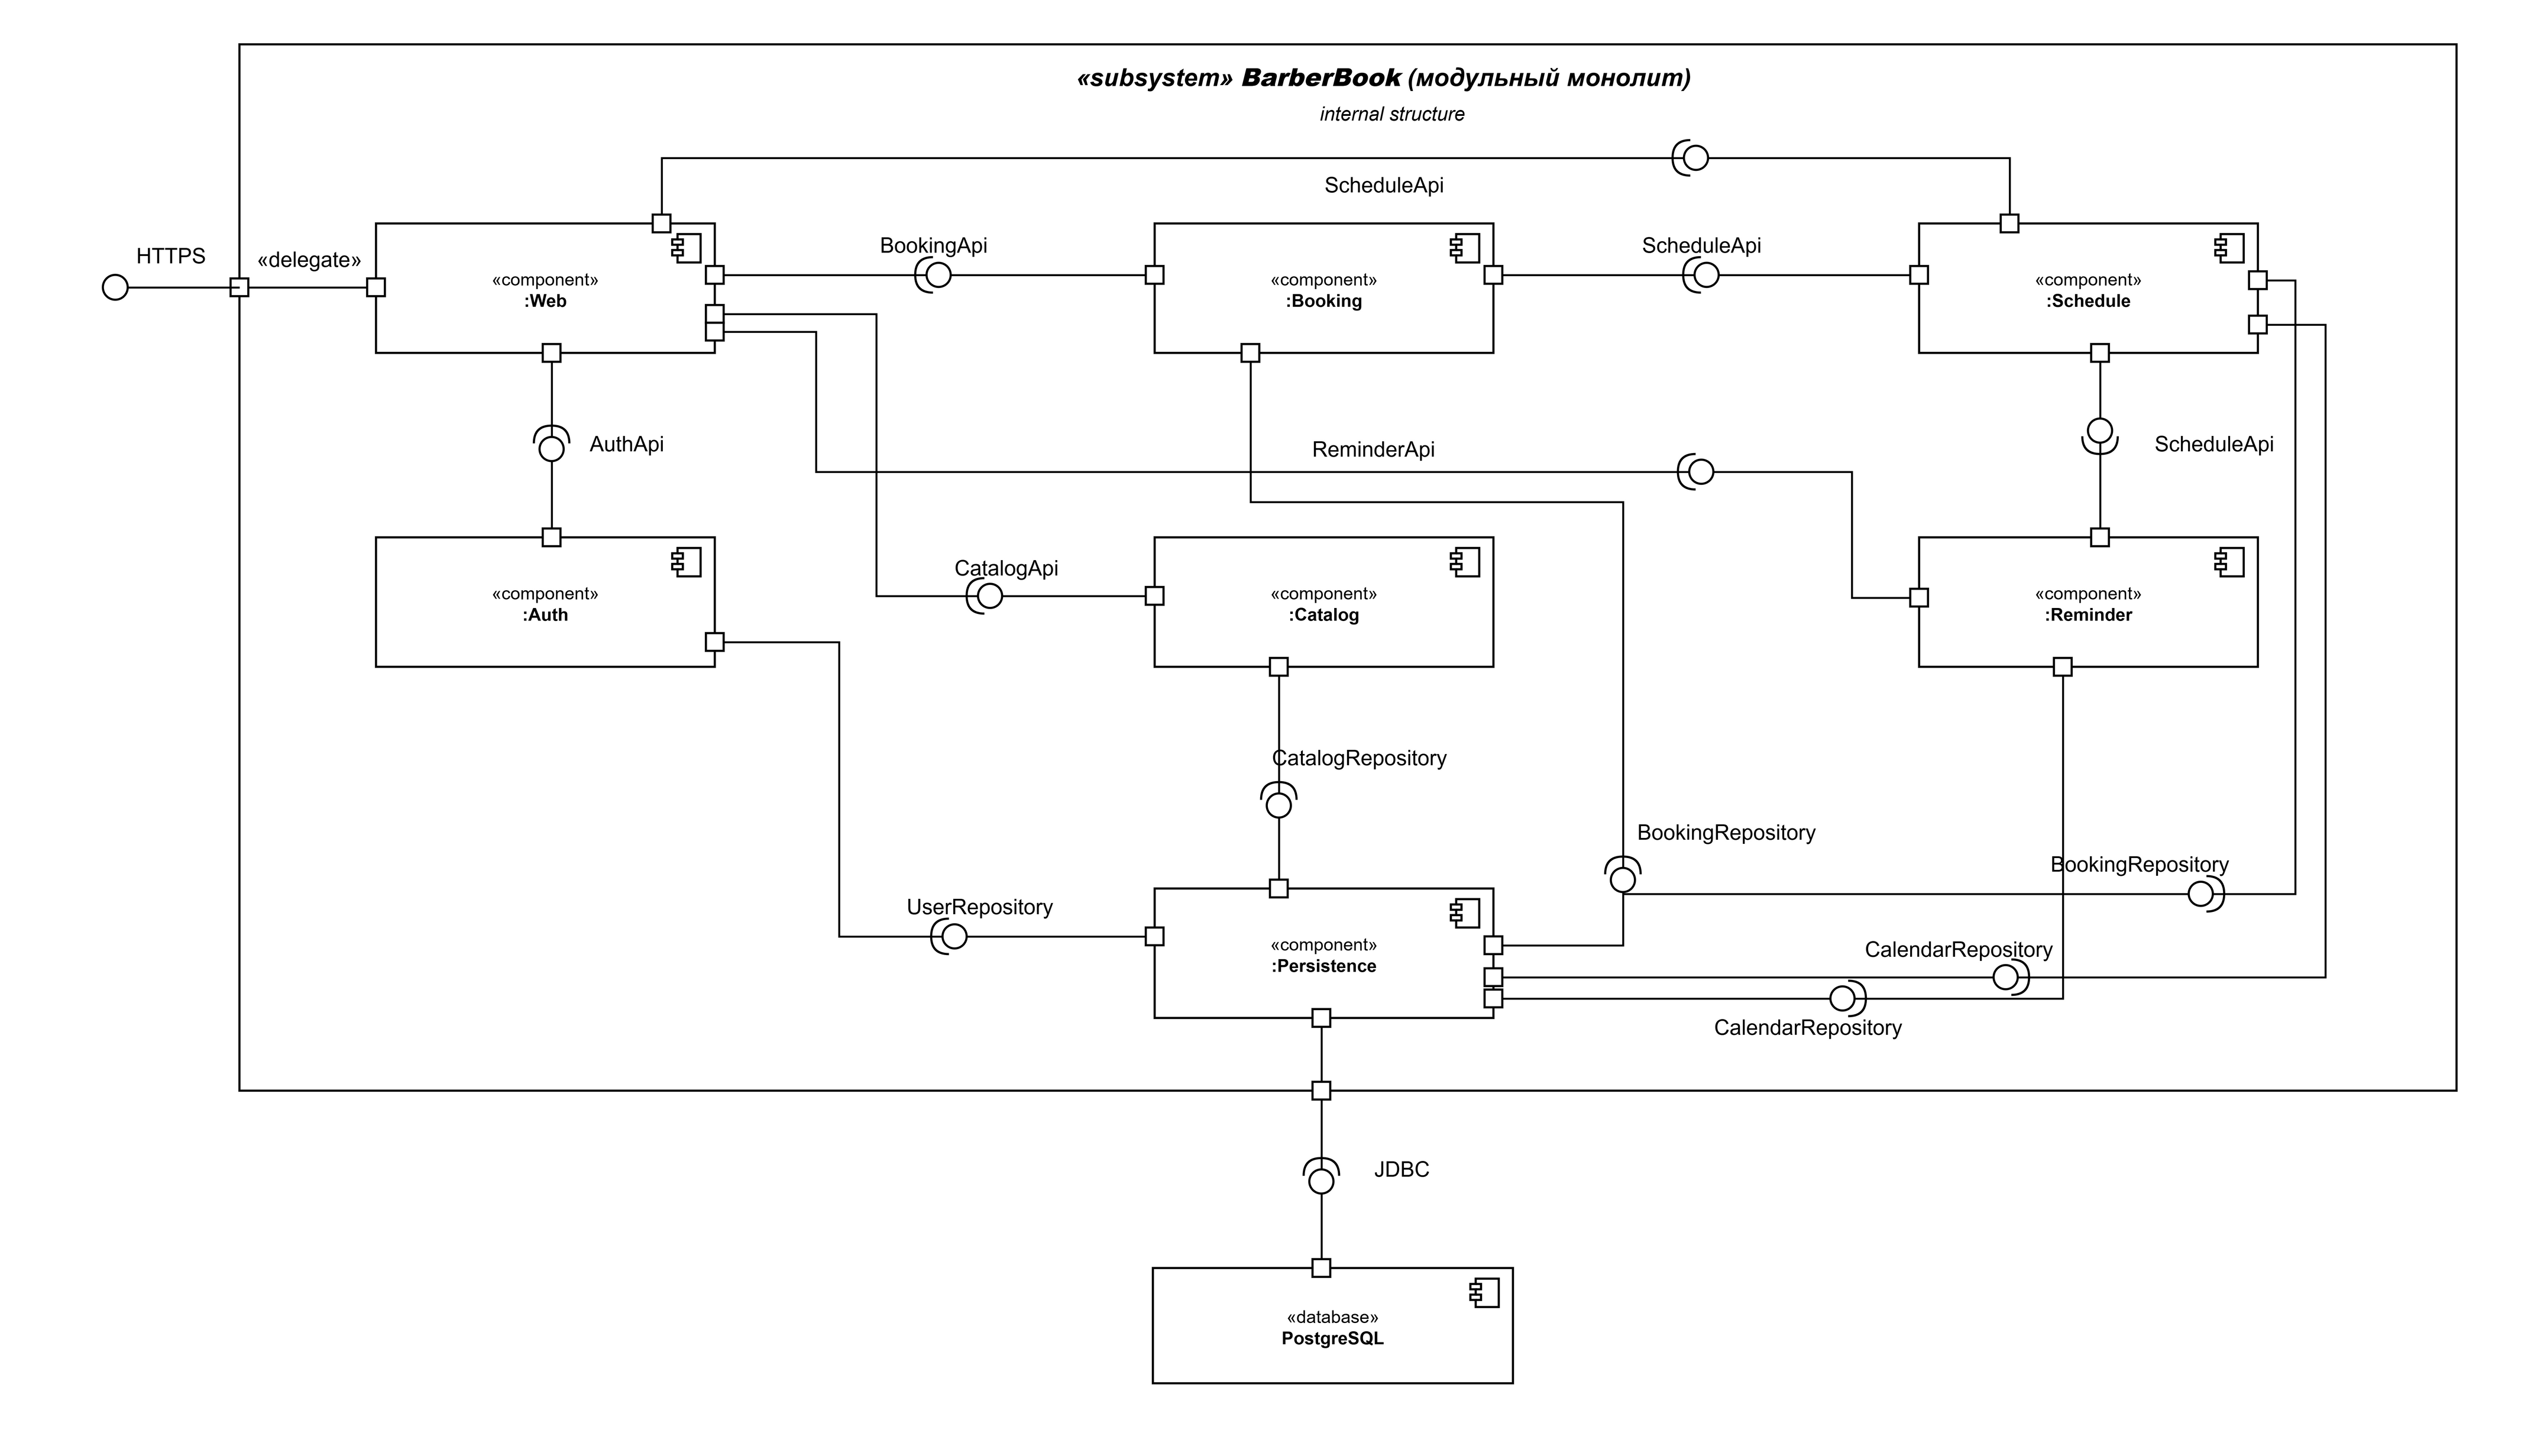 «subsystem» BarberBook (модульный монолит)
internal structure
ScheduleApi
HTTPS
«delegate»
BookingApi
ScheduleApi
«component»
:Web
«component»
:Booking
«component»
:Schedule
AuthApi
ReminderApi
ScheduleApi
CatalogApi
«component»
:Auth
«component»
:Catalog
«component»
:Reminder
CatalogRepository
BookingRepository
BookingRepository
UserRepository
«component»
:Persistence
CalendarRepository
CalendarRepository
JDBC
«database»
PostgreSQL